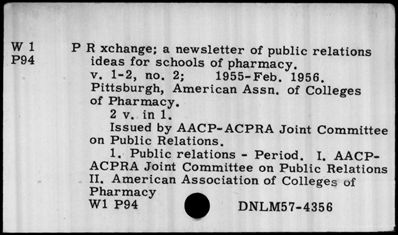 W 1 P R xchange; a newsletter of public relations
P94 ideas for schools of pharmacy.
v. 1-2, no. 2; 1955-Feb. 1956.
Pittsburgh, American Assn. of Colleges
of Pharmacy.
2 v. in 1.
Issued by AACP-ACPRA Joint Committee
on Public Relations.
1. Public relations - Period. I. AACP-
ACPRA Joint Committee on Public Relations
II. American Association of Colleges of
Pharmacy
W1 P94 DNLM57-4356